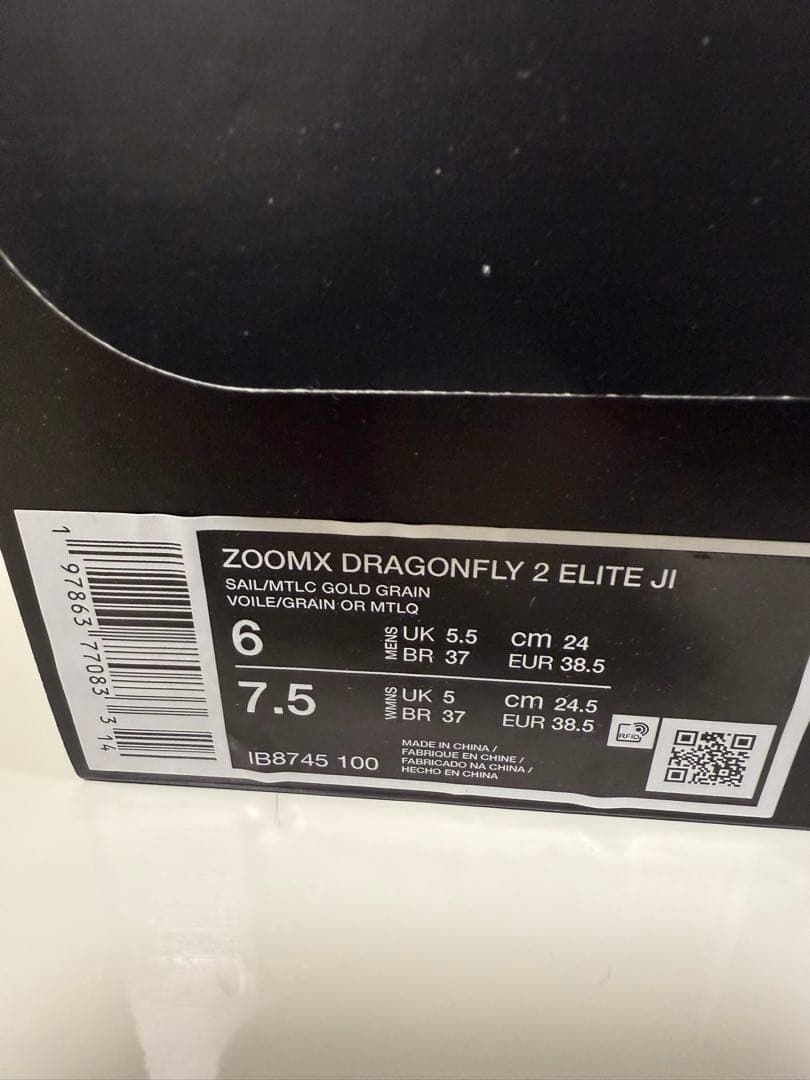 ZOOMX DRAGONFLY 2 ELITE JI
SAIL/MTLC GOLD GRAIN
VOILE/GRAIN OR MTLQ
6 MENS UK 5.5 cm 24
BR 37 EUR 38.5
7.5 WMNS UK 5 cm 24.5
BR 37 EUR 38.5
IB8745 100
MADE IN CHINA /
FABRIQUE EN CHINE /
FABRICADO NA CHINA /
HECHO EN CHINA
RFID
1 97863 77083 3 14